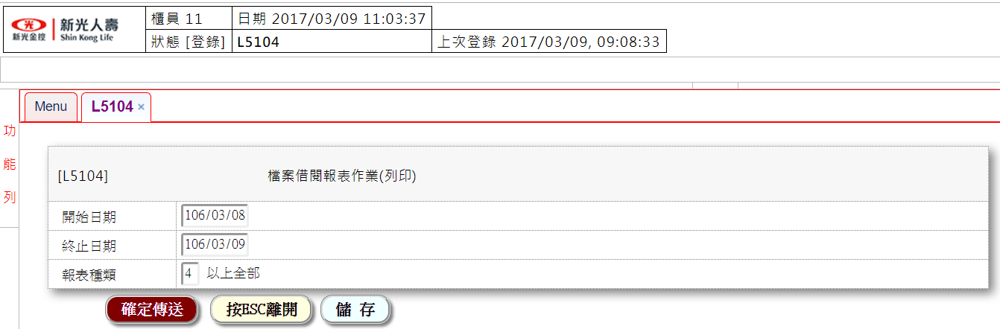 新光金控 新光人壽 Shin Kong Life
櫃員 11 日期 2017/03/09 11:03:37
狀態 [登錄] L5104 上次登錄 2017/03/09, 09:08:33
Menu L5104 ×
功
能
列
[L5104] 檔案借閱報表作業(列印)
開始日期 106/03/08
終止日期 106/03/09
報表種類 4 以上全部
確定傳送 按ESC離開 儲 存